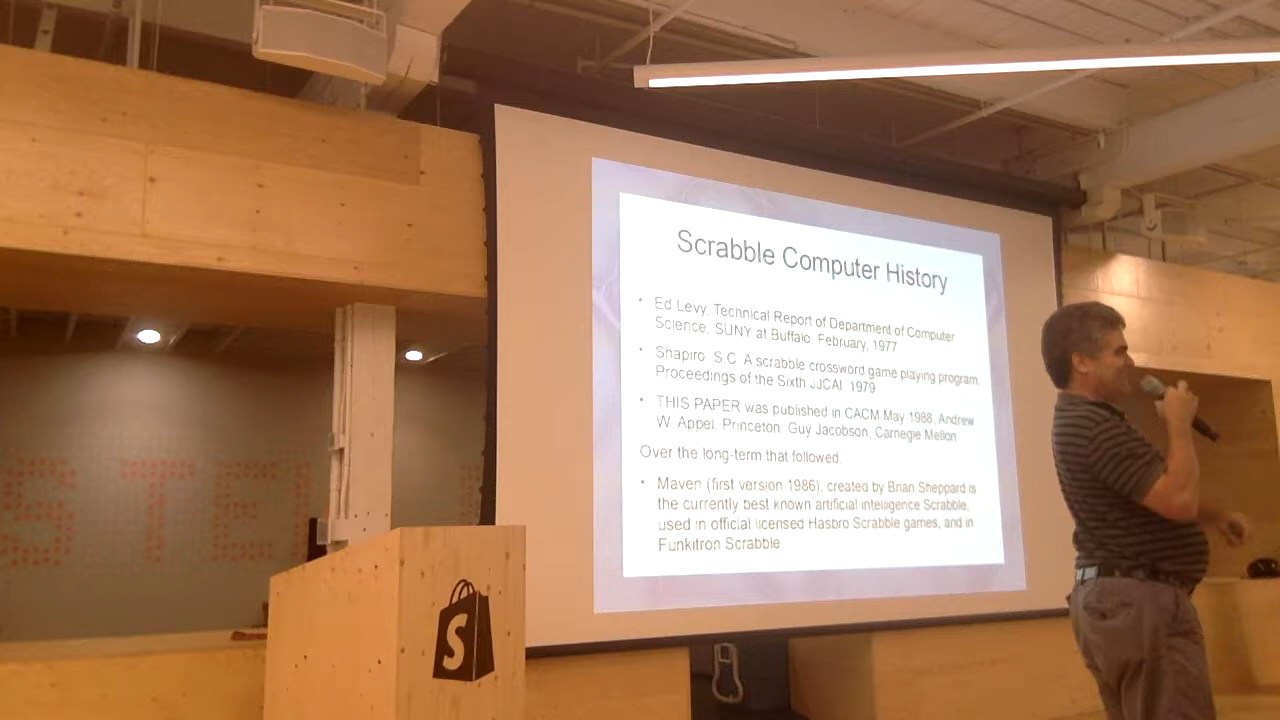 Scrabble Computer History
• Ed Levy, Technical Report of Department of Computer
Science, SUNY at Buffalo. February, 1977
• Shapiro, S.C. A scrabble crossword game playing program.
Proceedings of the Sixth JJCAI. 1979
• THIS PAPER was published in CACM May 1988, Andrew
W. Appel, Princeton. Guy Jacobson, Carnegie Mellon
Over the long-term that followed.
• Maven (first version 1986), created by Brian Sheppard is
the currently best known artificial intelligence Scrabble,
used in official licensed Hasbro Scrabble games, and in
Funkitron Scrabble
S